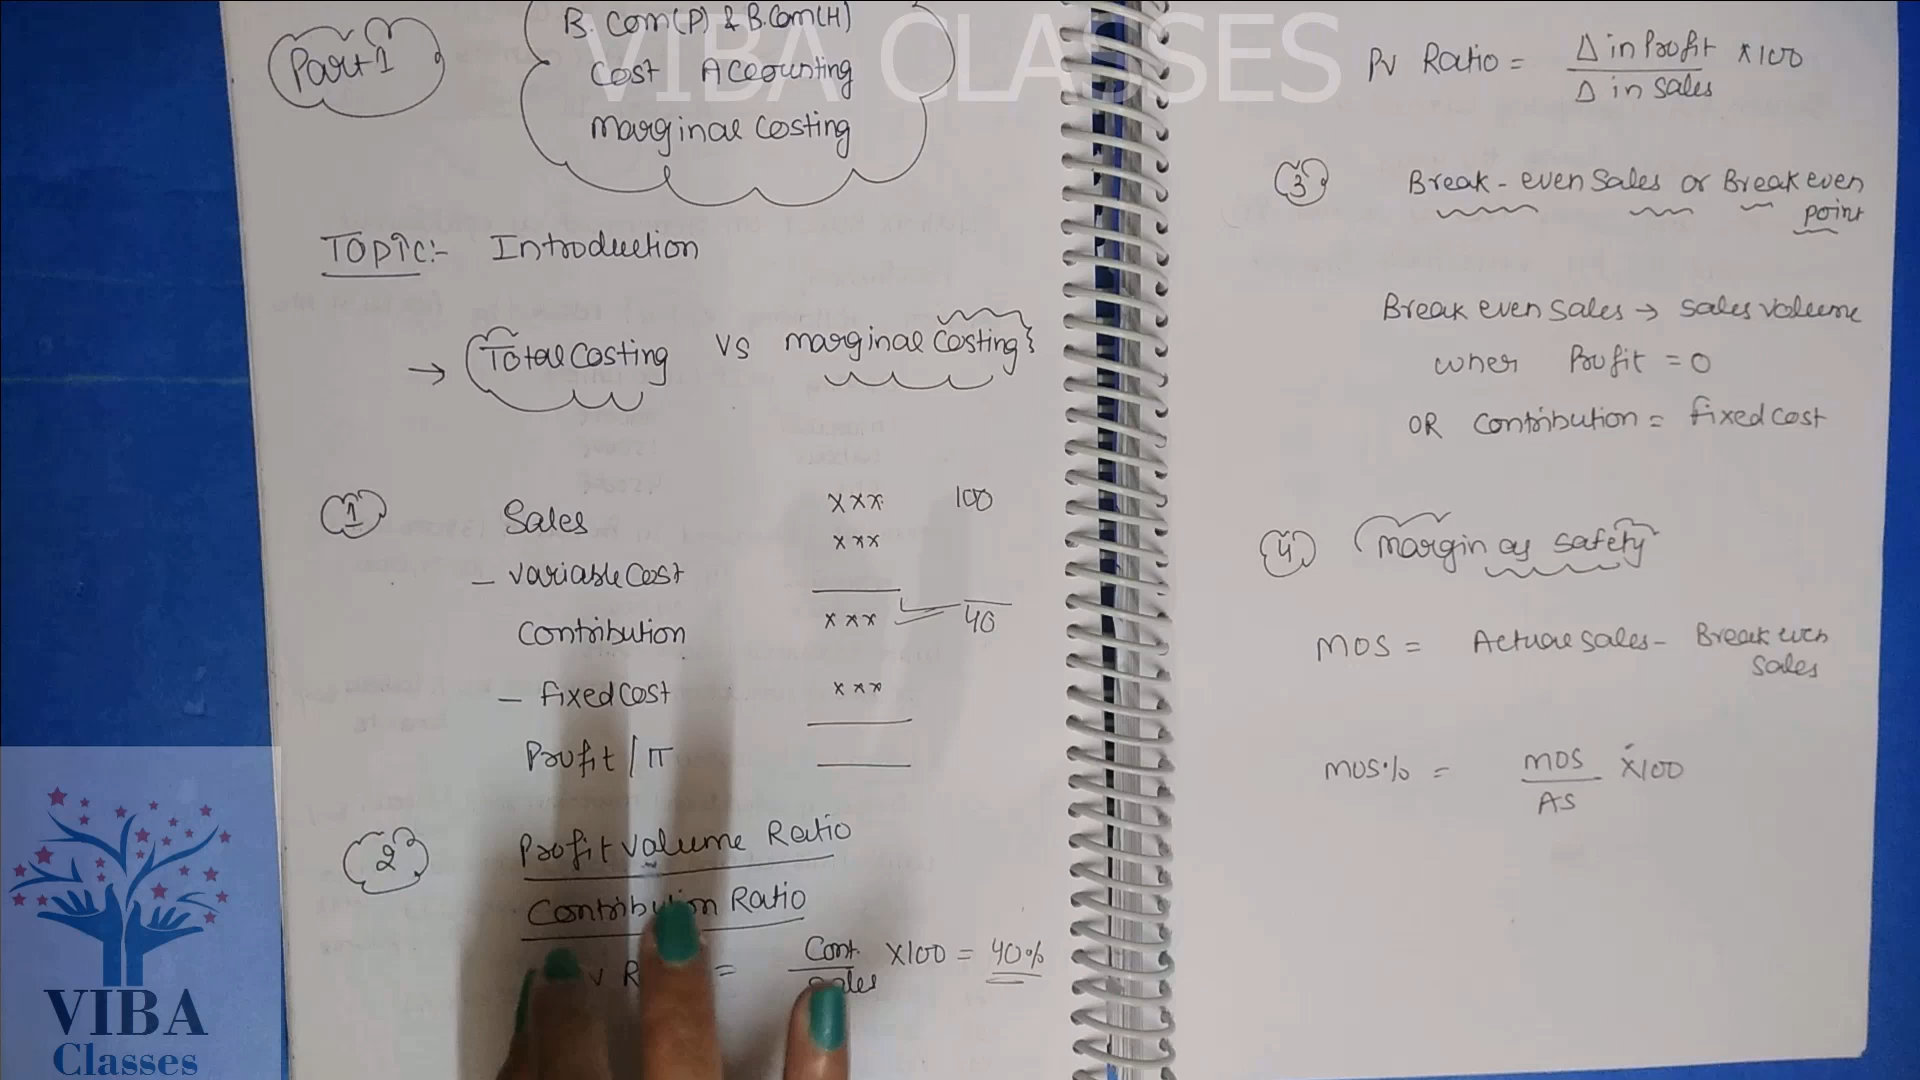 Part 1
B. Com(P) & B.Com(H)
Cost Accounting
marginal costing
VIBA CLASSES
TOPIC:- Introduction
→ Total costing vs marginal costing
1 Sales xxx 100
xxx
- variable cost
Contribution xxx 40
- fixed cost xxx
Profit / π
2 Profit Volume Ratio
Contribution Ratio
= Cont. x100 = 40%
sales
PV Ratio = Δ in Profit x100
Δ in sales
3 Break-even Sales or Break even
point
Break even sales → sales volume
when Profit = 0
OR Contribution = fixed cost
4 margin of safety
MOS = Actual sales - Break even
sales
MOS% = MOS x100
AS
VIBA
Classes